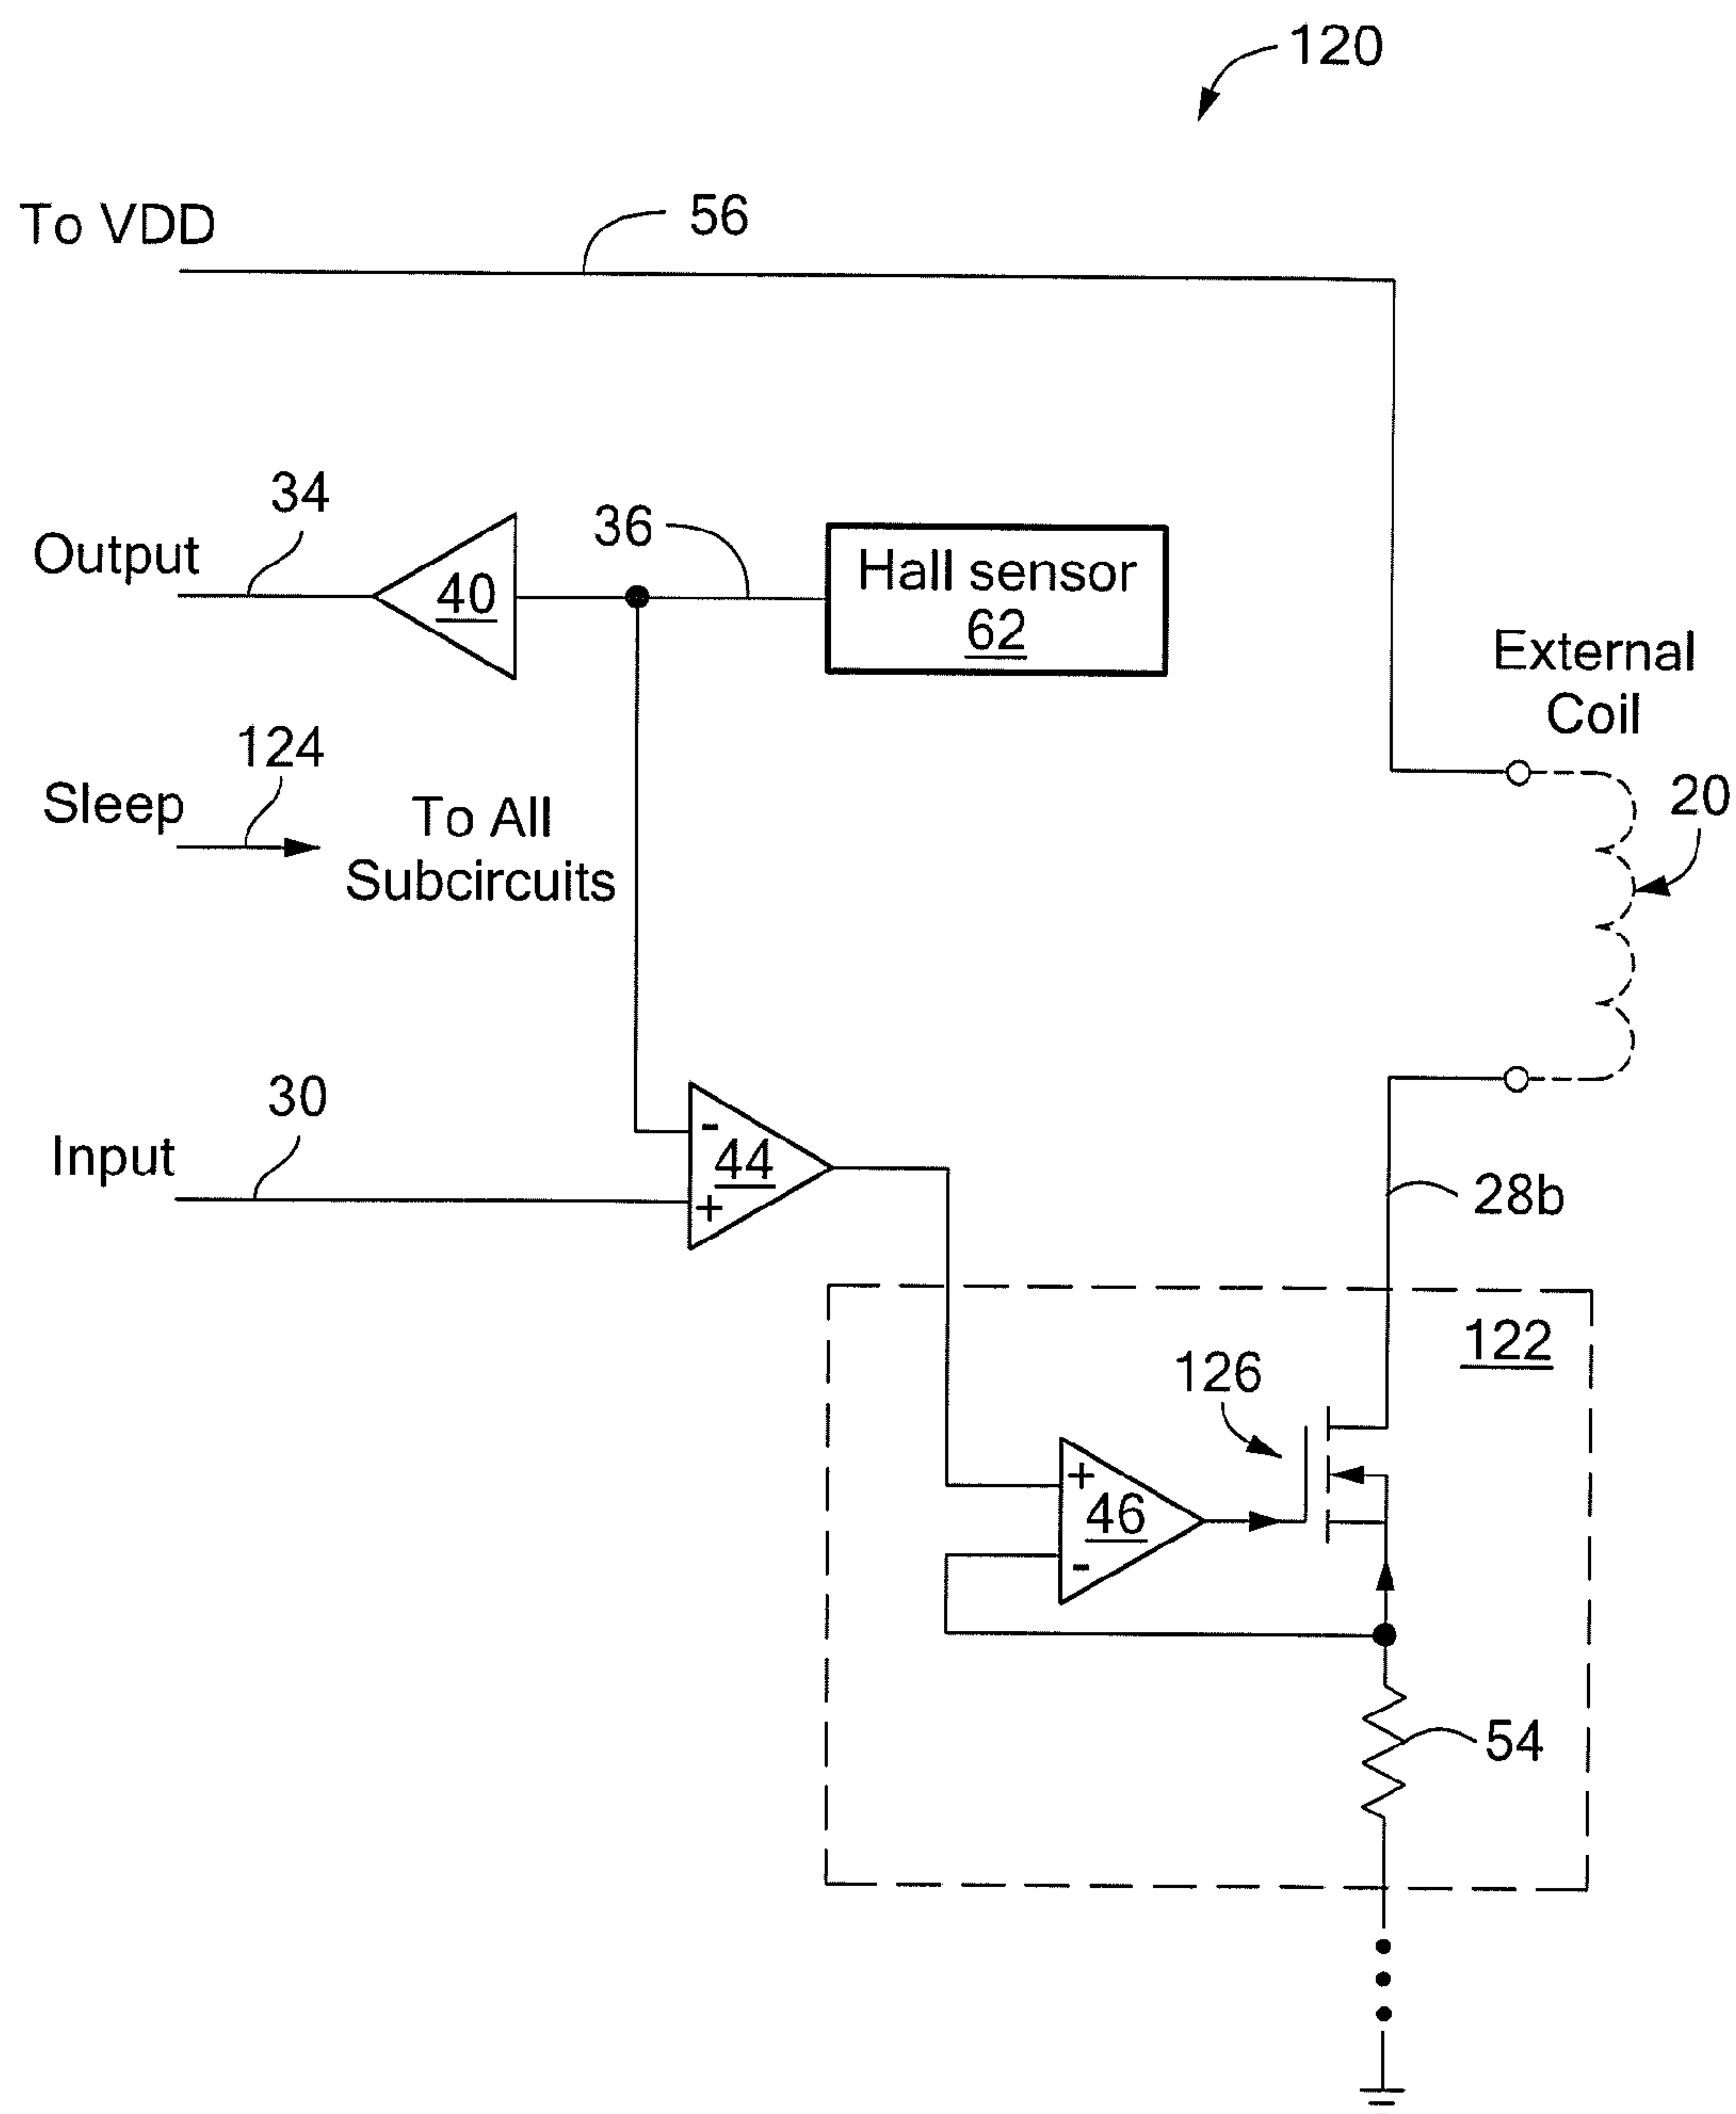 120
To VDD
56
34
Output
40
36
Hall sensor
62
External
Coil
20
124
Sleep
To All
Subcircuits
30
Input
-
44
+
28b
122
126
+
46
-
54